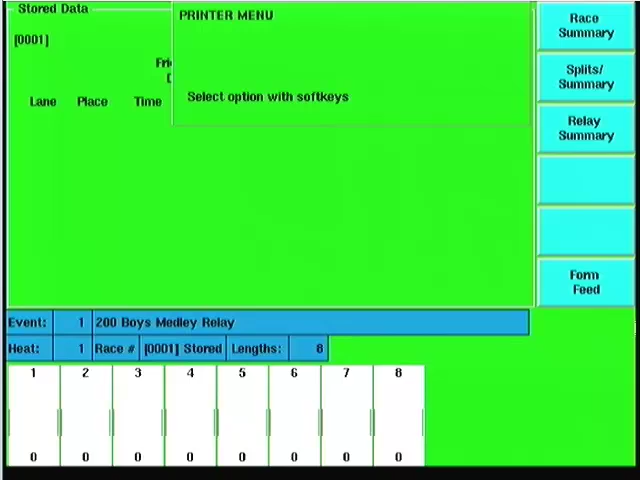 Stored Data
PRINTER MENU
[0001]
Select option with softkeys
Lane Place Time
Race
Summary
Splits/
Summary
Relay
Summary
Form
Feed
Event: 1 200 Boys Medley Relay
Heat: 1 Race # [0001] Stored Lengths: 8
1 2 3 4 5 6 7 8
0 0 0 0 0 0 0 0